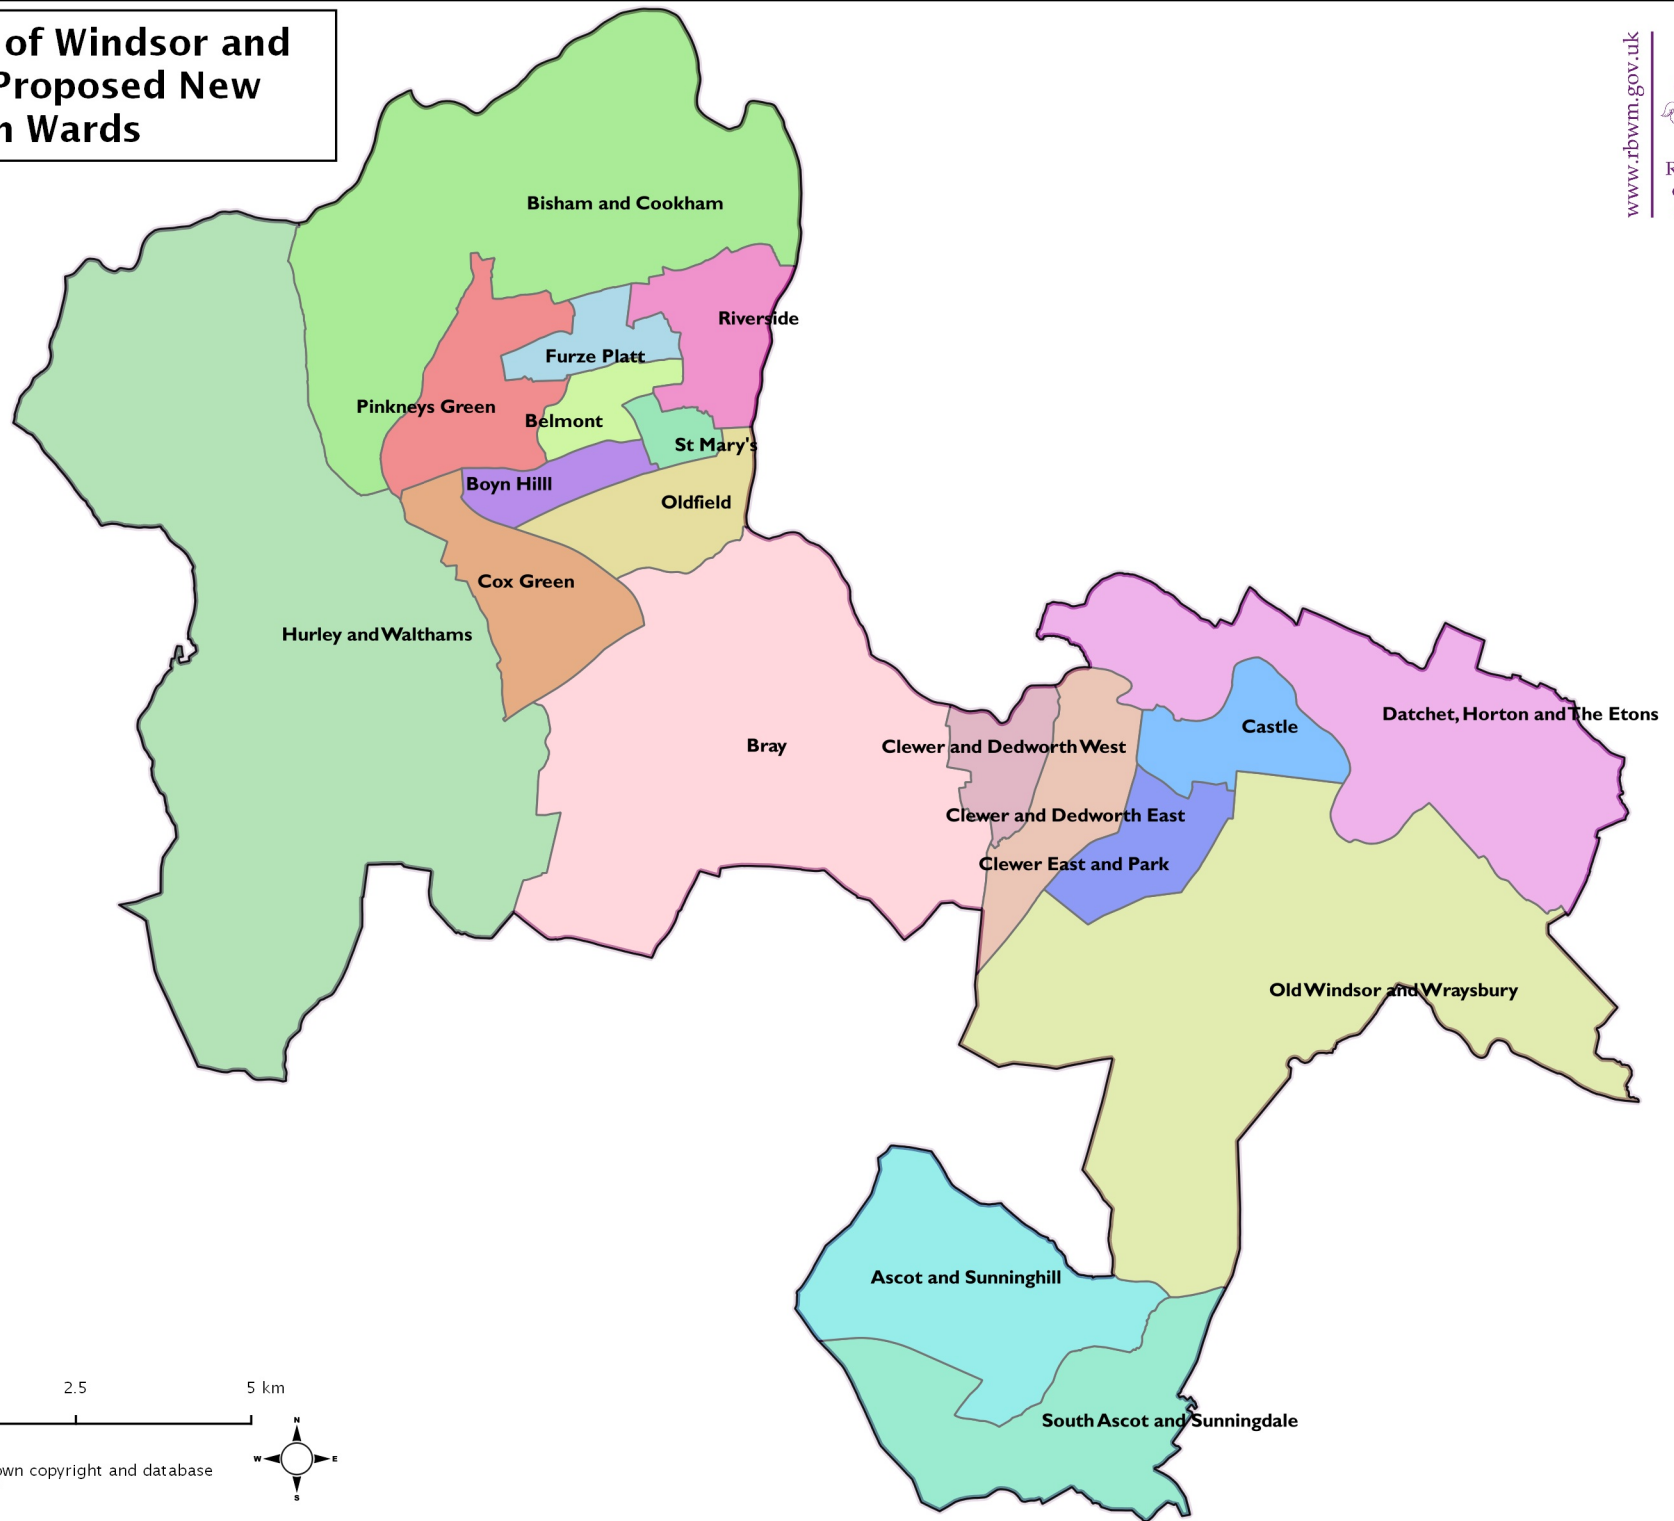 of Windsor and
Proposed New
Wards
www.rbwm.gov.uk
Bisham and Cookham
Riverside
Furze Platt
Pinkneys Green
Belmont
St Mary's
Boyn Hilll
Oldfield
Cox Green
Hurley and Walthams
Bray
Clewer and Dedworth West
Castle
Datchet, Horton and The Etons
Clewer and Dedworth East
Clewer East and Park
Old Windsor and Wraysbury
Ascot and Sunninghill
South Ascot and Sunningdale
2.5 5 km
N
W E
S
copyright and database